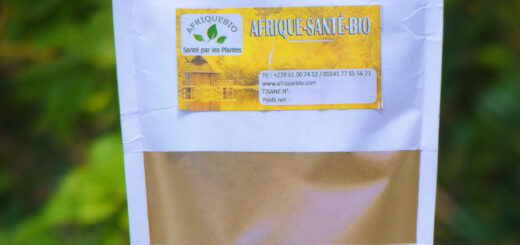 AFRIQUEBIO
Santé par les Plantes
AFRIQUE-SANTÉ-BIO
Tél : +229 61 00 74 12 / 00241 77 85 56 21
www.afriquebio.com
TISANE N°:
Poids net :